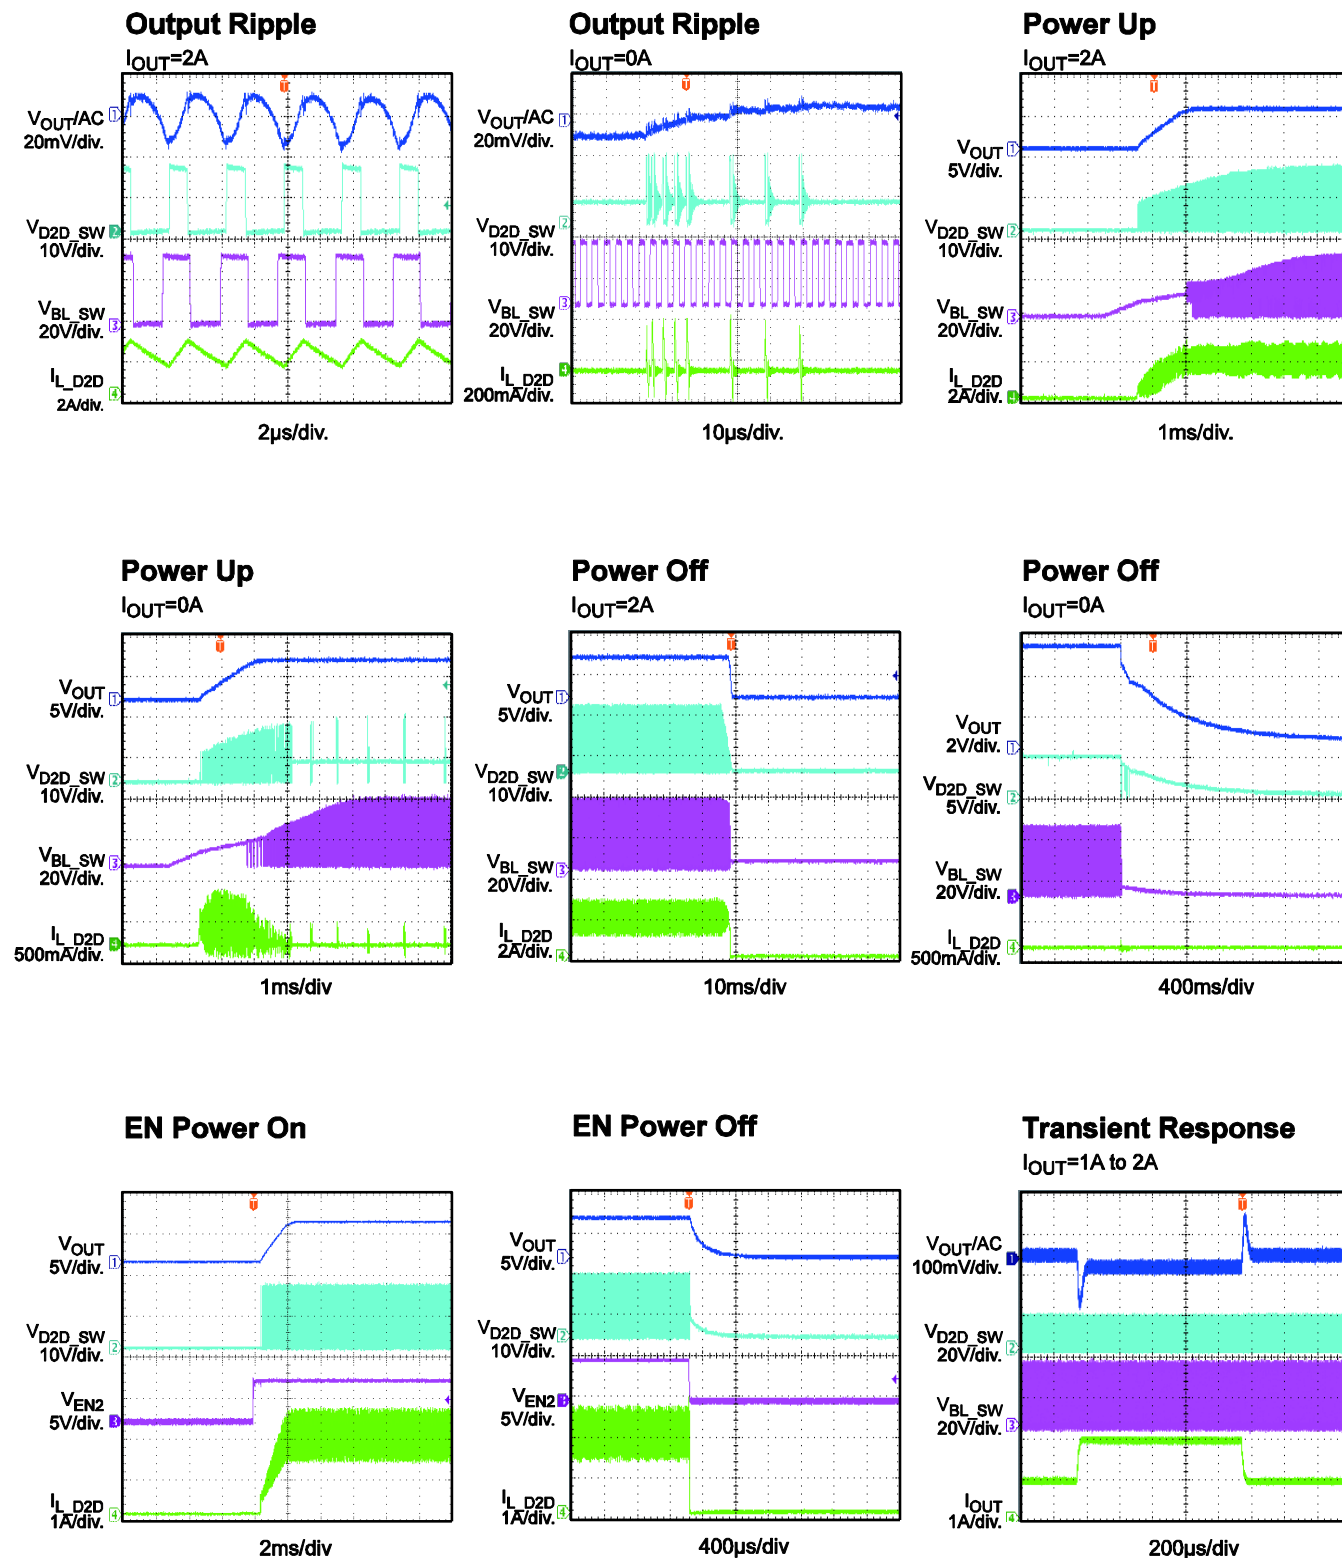 Output Ripple
IOUT=2A
VOUT/AC
20mV/div.
VD2D_SW
10V/div.
VBL_SW
20V/div.
IL_D2D
2A/div.
2µs/div.
Output Ripple
IOUT=0A
VOUT/AC
20mV/div.
VD2D_SW
10V/div.
VBL_SW
20V/div.
IL_D2D
200mA/div.
10µs/div.
Power Up
IOUT=2A
VOUT
5V/div.
VD2D_SW
10V/div.
VBL_SW
20V/div.
IL_D2D
2A/div.
1ms/div.
Power Up
IOUT=0A
VOUT
5V/div.
VD2D_SW
10V/div.
VBL_SW
20V/div.
IL_D2D
500mA/div.
1ms/div
Power Off
IOUT=2A
VOUT
5V/div.
VD2D_SW
10V/div.
VBL_SW
20V/div.
IL_D2D
2A/div.
10ms/div
Power Off
IOUT=0A
VOUT
2V/div.
VD2D_SW
5V/div.
VBL_SW
20V/div.
IL_D2D
500mA/div.
400ms/div
EN Power On
VOUT
5V/div.
VD2D_SW
10V/div.
VEN2
5V/div.
IL_D2D
1A/div.
2ms/div
EN Power Off
VOUT
5V/div.
VD2D_SW
10V/div.
VEN2
5V/div.
IL_D2D
1A/div.
400µs/div
Transient Response
IOUT=1A to 2A
VOUT/AC
100mV/div.
VD2D_SW
20V/div.
VBL_SW
20V/div.
IOUT
1A/div.
200µs/div